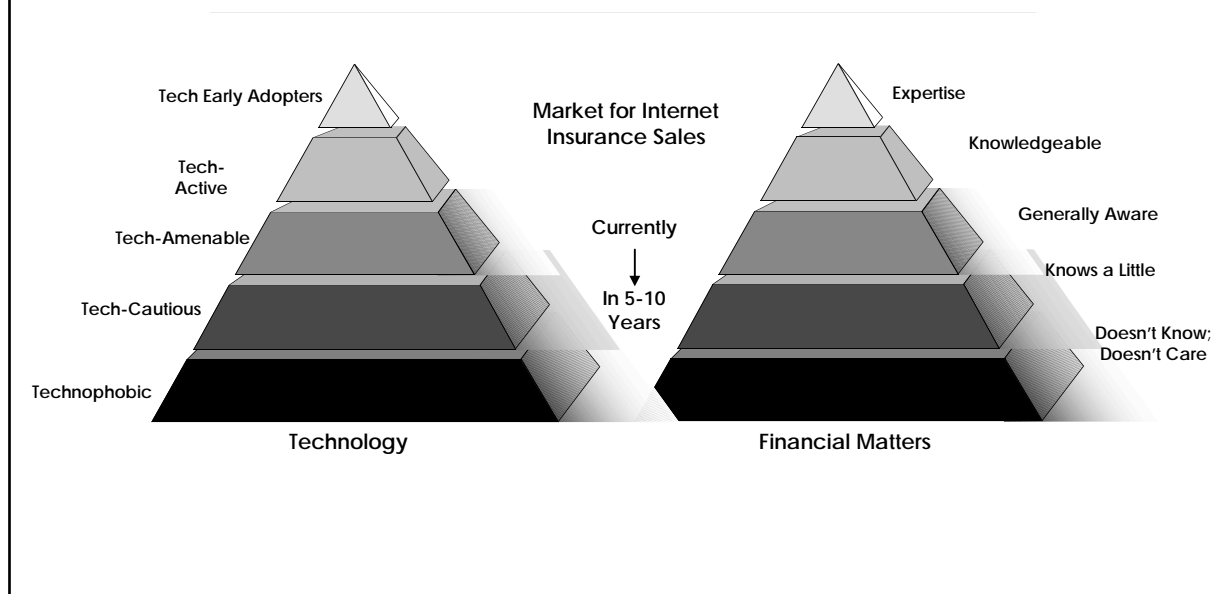 Tech Early Adopters
Tech-
Active
Tech-Amenable
Tech-Cautious
Technophobic
Technology
Market for Internet
Insurance Sales
Currently
In 5-10
Years
Expertise
Knowledgeable
Generally Aware
Knows a Little
Doesn't Know;
Doesn't Care
Financial Matters